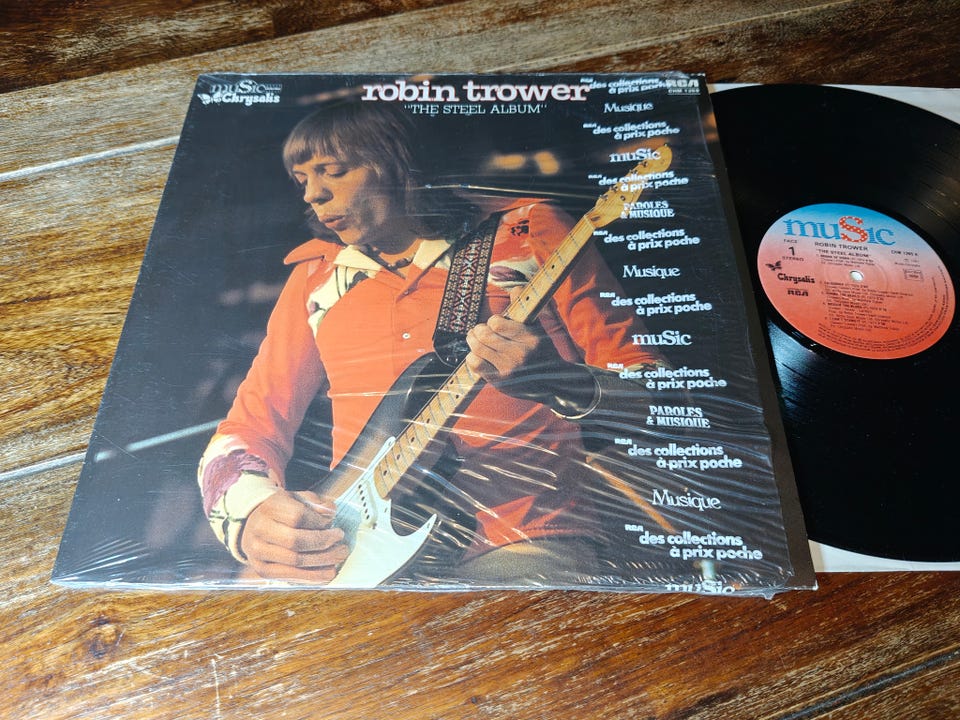 music
Chrysalis
robin trower
"THE STEEL ALBUM"
RCA
des collections
à prix poche
RCA
CHM 1269
Musique
RCA
des collections
à prix poche
muSic
RCA
des collections
à prix poche
PAROLES
& MUSIQUE
RCA
des collections
à prix poche
Musique
RCA
des collections
à prix poche
muSic
RCA
des collections
à prix poche
PAROLES
& MUSIQUE
RCA
des collections
à prix poche
Musique
RCA
des collections
à prix poche
muSic
muSic
ROBIN TROWER
"THE STEEL ALBUM"
FACE
1
STEREO
Chrysalis
RCA